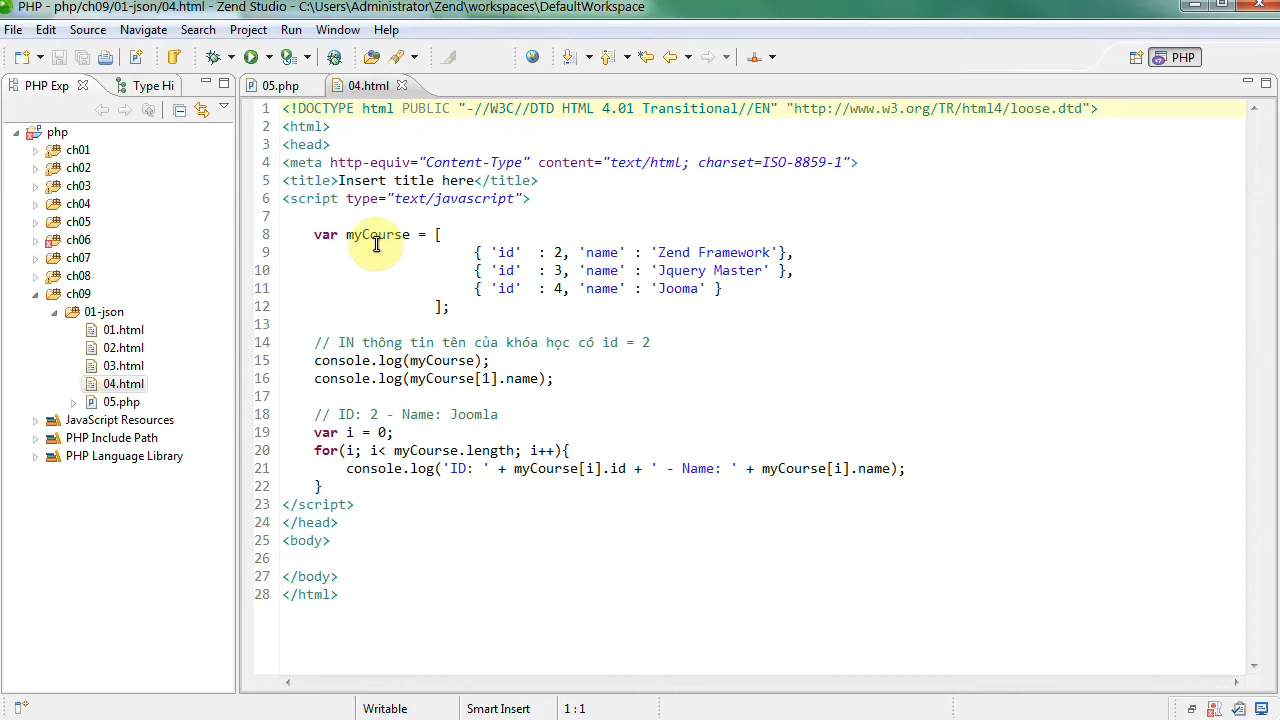 PHP - php/ch09/01-json/04.html - Zend Studio - C:\Users\Administrator\Zend\workspaces\DefaultWorkspace
File Edit Source Navigate Search Project Run Window Help
PHP
PHP Exp Type Hi 05.php 04.html
php
ch01
ch02
ch03
ch04
ch05
ch06
ch07
ch08
ch09
01-json
01.html
02.html
03.html
04.html
05.php
JavaScript Resources
PHP Include Path
PHP Language Library
1 <!DOCTYPE html PUBLIC "-//W3C//DTD HTML 4.01 Transitional//EN" "http://www.w3.org/TR/html4/loose.dtd">
2 <html>
3 <head>
4 <meta http-equiv="Content-Type" content="text/html; charset=ISO-8859-1">
5 <title>Insert title here</title>
6 <script type="text/javascript">
7
8 var myCourse = [
9 { 'id' : 2, 'name' : 'Zend Framework'},
10 { 'id' : 3, 'name' : 'Jquery Master' },
11 { 'id' : 4, 'name' : 'Jooma' }
12 ];
13
14 // IN thông tin tên của khóa học có id = 2
15 console.log(myCourse);
16 console.log(myCourse[1].name);
17
18 // ID: 2 - Name: Joomla
19 var i = 0;
20 for(i; i< myCourse.length; i++){
21 console.log('ID: ' + myCourse[i].id + ' - Name: ' + myCourse[i].name);
22 }
23 </script>
24 </head>
25 <body>
26
27 </body>
28 </html>
Writable Smart Insert 1 : 1